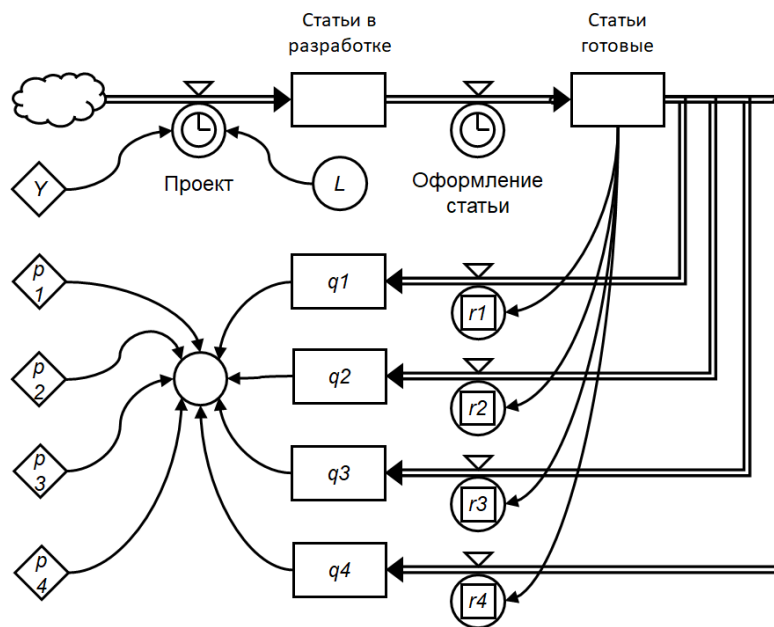 Статьи в
разработке
Статьи
готовые
Y
Проект
L
Оформление
статьи
p
1
q1
r1
p
2
q2
r2
p
3
q3
r3
p
4
q4
r4